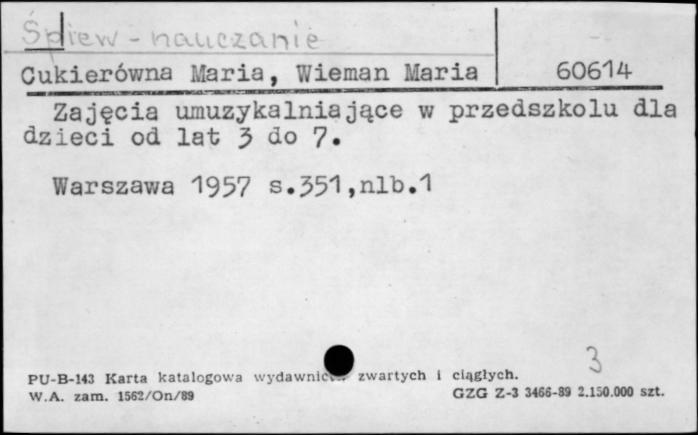 Śpiew - nauczanie
Cukierówna Maria, Wieman Maria 60614
Zajęcia umuzykalniające w przedszkolu dla
dzieci od lat 3 do 7.
Warszawa 1957 s.351,nlb.1
3
PU-B-143 Karta katalogowa zwartych i ciągłych.
W.A. zam. 1562/On/89 GZG Z-3 3466-89 2.150.000 szt.